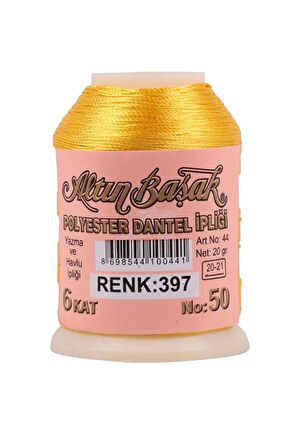 Altun Başak
POLYESTER DANTEL İPLİĞİ
Yazma
ve
Havlu
İpliği
Art No: 44
Net: 20 gr.
20-21
8 698544 100441
RENK:397
6 KAT
No: 50